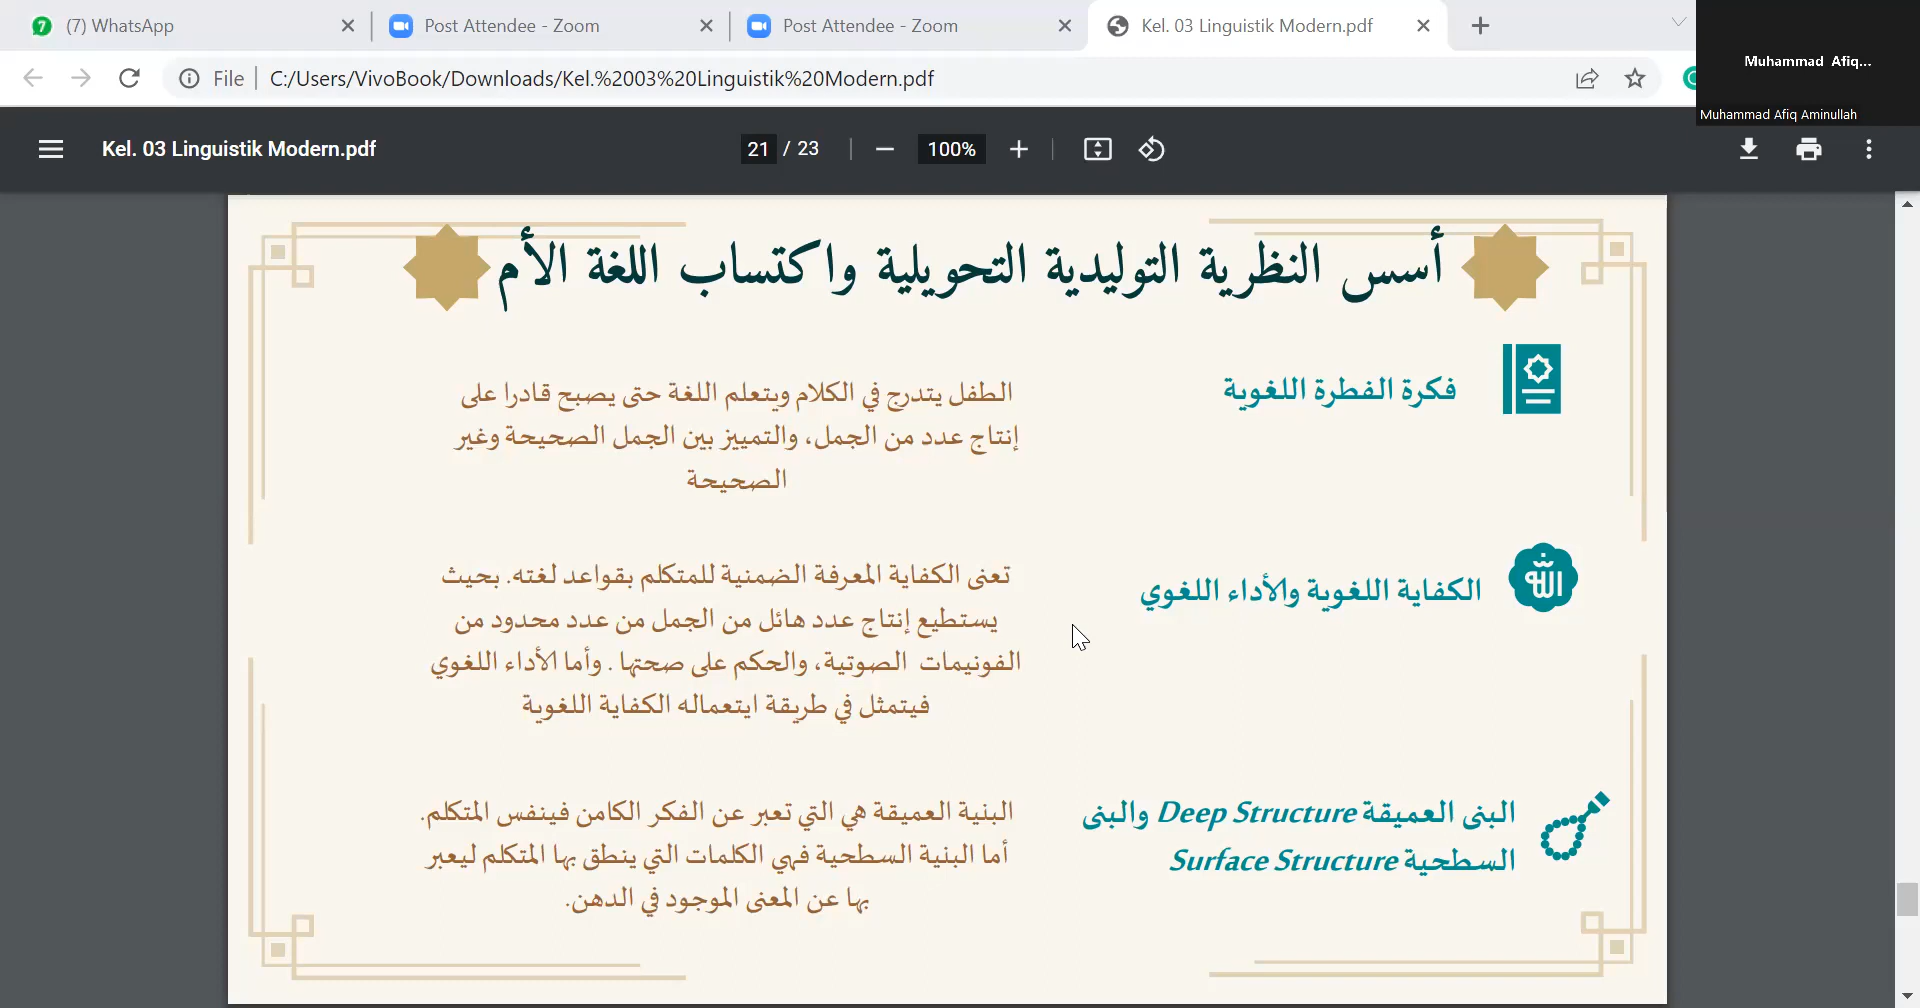 (7) WhatsApp
Post Attendee - Zoom
Post Attendee - Zoom
Kel. 03 Linguistik Modern.pdf
File
C:/Users/VivoBook/Downloads/Kel.%2003%20Linguistik%20Modern.pdf
Muhammad Afiq...
Muhammad Afiq Aminullah
Kel. 03 Linguistik Modern.pdf
21 / 23
100%
أسس النظرية التوليدية التحويلية واكتساب اللغة الأم
فكرة الفطرة اللغوية
الطفل يتدرج في الكلام ويتعلم اللغة حتى يصبح قادرا على
إنتاج عدد من الجمل، والتمييز بين الجمل الصحيحة وغير
الصحيحة
الله
الكفاية اللغوية والأداء اللغوي
تعنى الكفاية المعرفة الضمنية للمتكلم بقواعد لغته. بحيث
يستطيع إنتاج عدد هائل من الجمل من عدد محدود من
الفونيمات الصوتية، والحكم على صحتها . وأما الأداء اللغوي
فيتمثل في طريقة ايتعماله الكفاية اللغوية
البنى العميقة Deep Structure والبنى
السطحية Surface Structure
البنية العميقة هي التي تعبر عن الفكر الكامن فينفس المتكلم.
أما البنية السطحية فهي الكلمات التي ينطق بها المتكلم ليعبر
بها عن المعنى الموجود في الدهن.